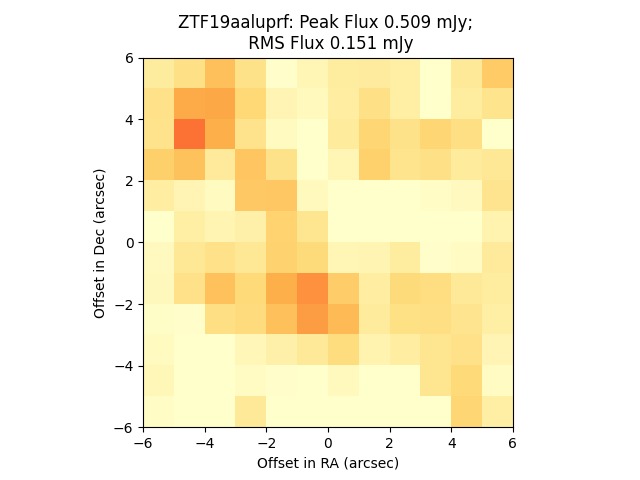 ZTF19aaluprf: Peak Flux 0.509 mJy;
RMS Flux 0.151 mJy
6
4
2
0
−2
−4
−6
Offset in Dec (arcsec)
−6 −4 −2 0 2 4 6
Offset in RA (arcsec)